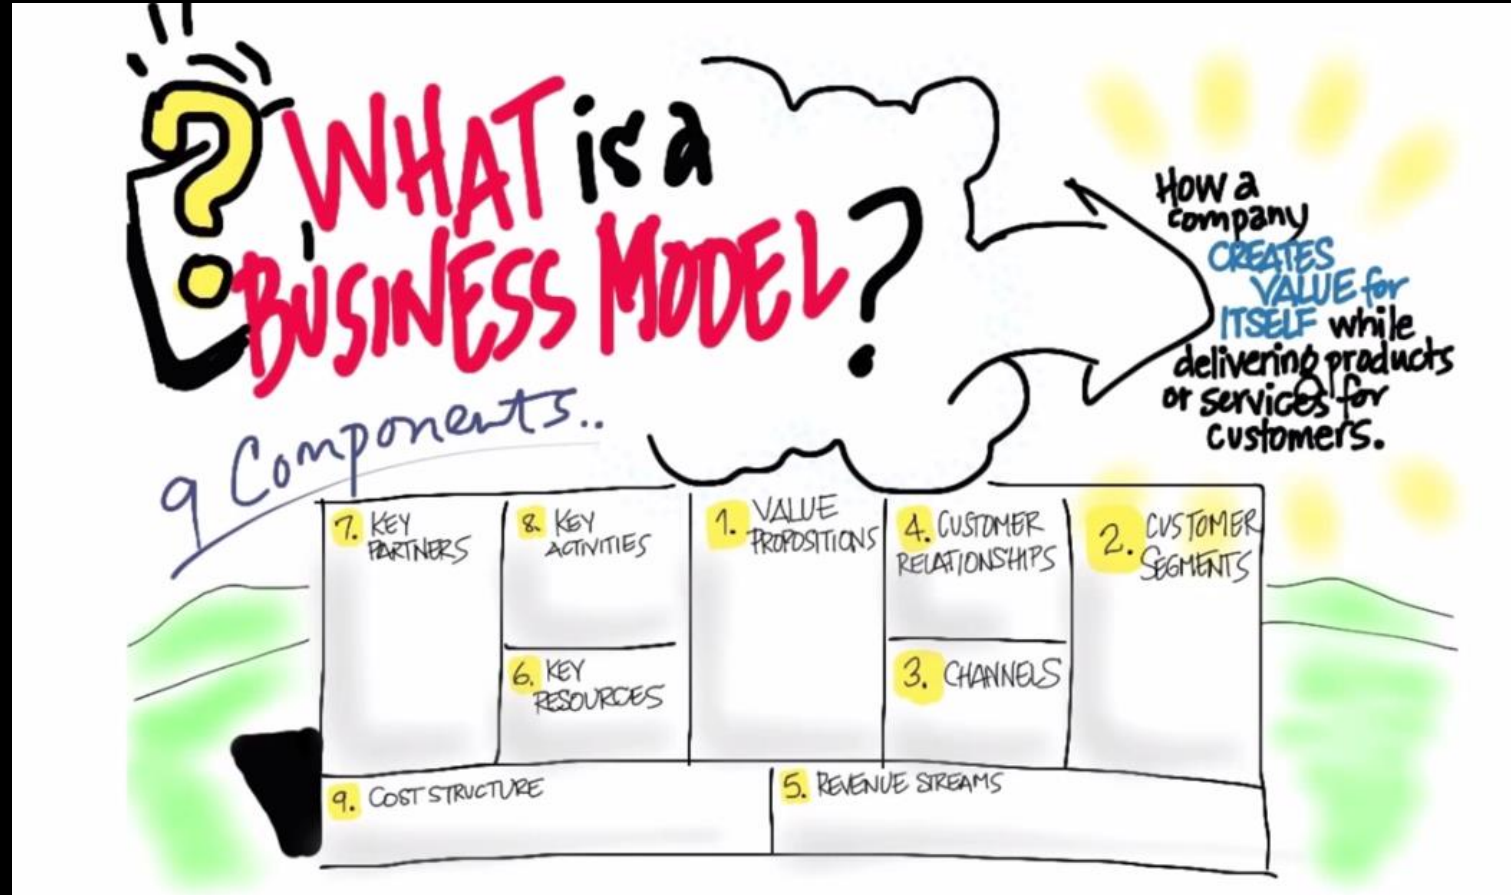 ?
WHAT is a
BUSINESS MODEL?
How a
company
CREATES
VALUE for
ITSELF while
delivering products
or services for
customers.
9 Components..
7. KEY
PARTNERS
8. KEY
ACTIVITIES
6. KEY
RESOURCES
1. VALUE
PROPOSITIONS
4. CUSTOMER
RELATIONSHIPS
3. CHANNELS
2. CUSTOMER
SEGMENTS
9. COST STRUCTURE
5. REVENUE STREAMS